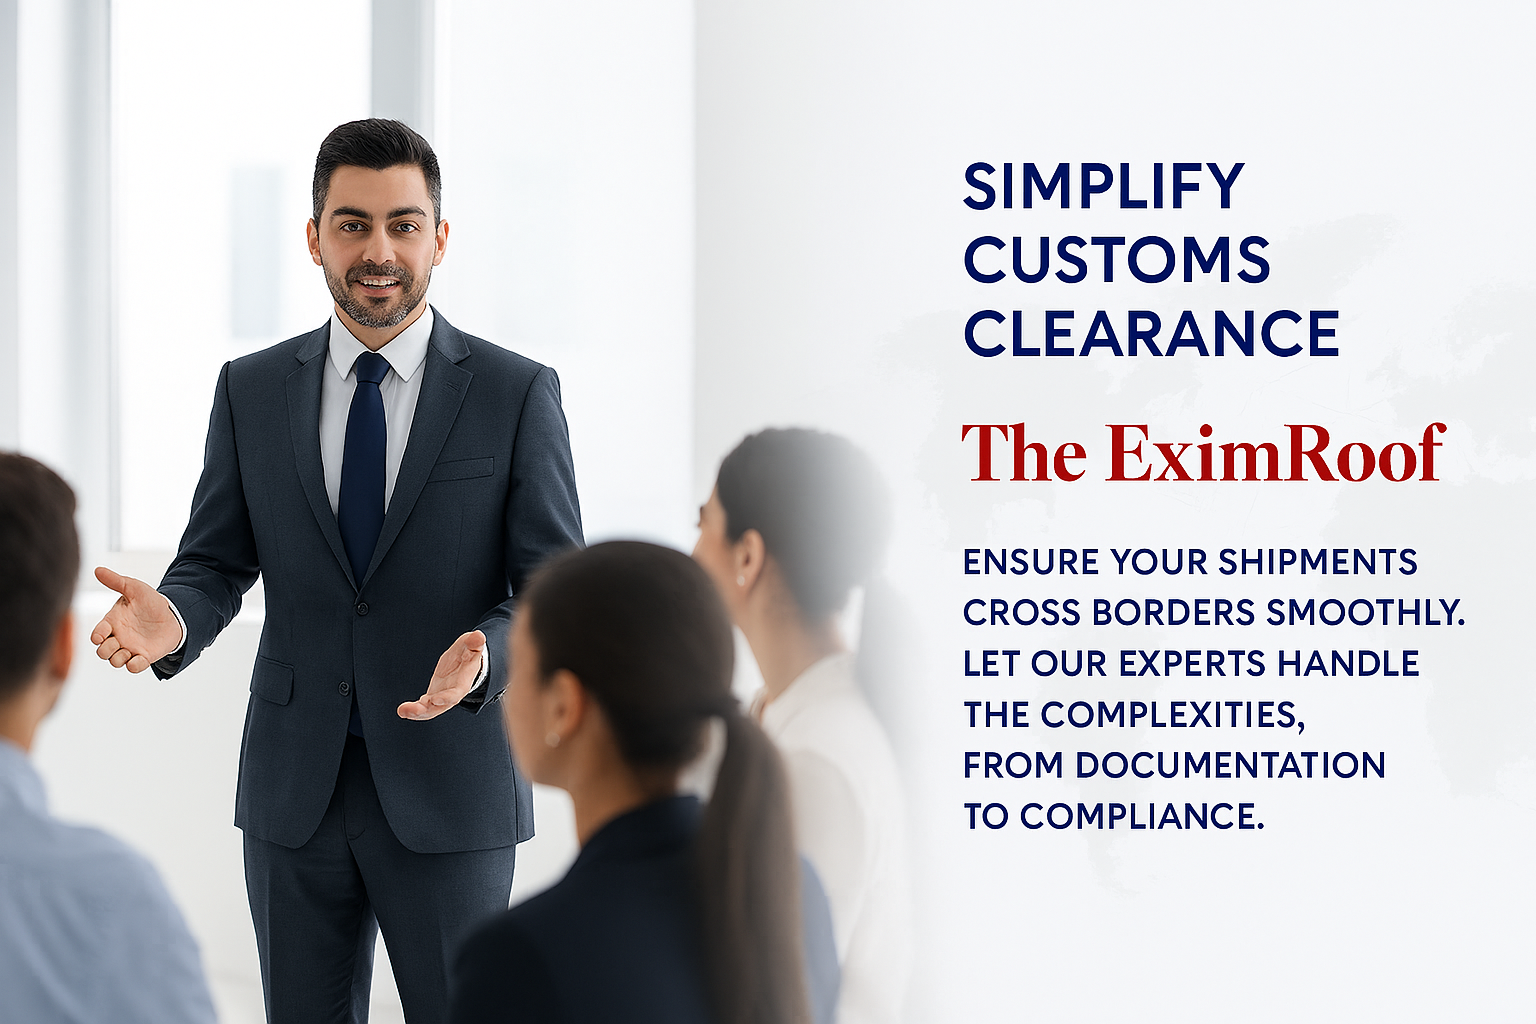 SIMPLIFY
CUSTOMS
CLEARANCE
The EximRoof
ENSURE YOUR SHIPMENTS
CROSS BORDERS SMOOTHLY.
LET OUR EXPERTS HANDLE
THE COMPLEXITIES,
FROM DOCUMENTATION
TO COMPLIANCE.